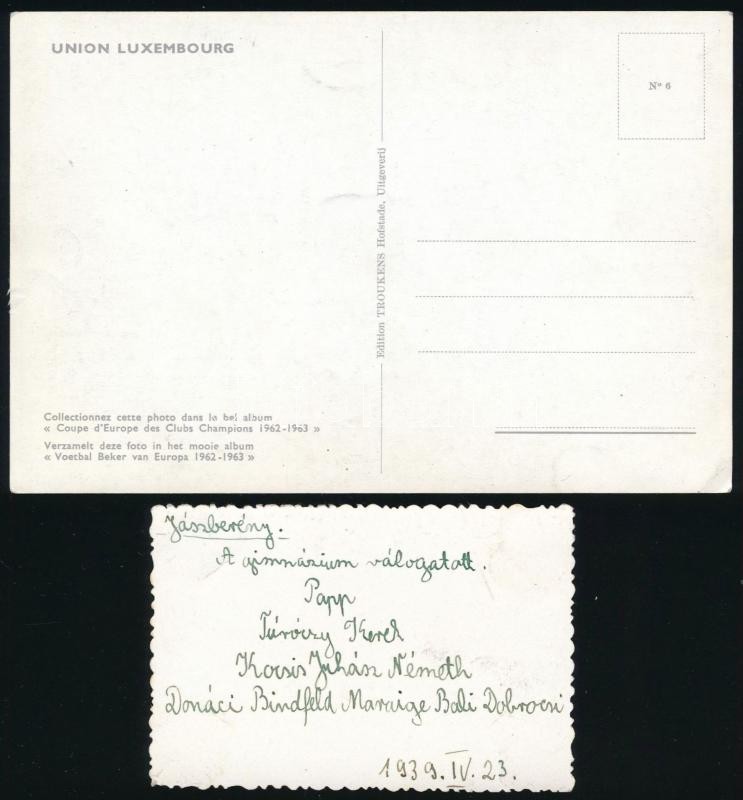 UNION LUXEMBOURG
Nº 6
Edition TROUKENS Hofstade, Uitgeverij
Collectionnez cette photo dans le bel album
« Coupe d'Europe des Clubs Champions 1962-1963 »
Verzamelt deze foto in het mooie album
« Voetbal Beker van Europa 1962-1963 »
Jászberény.
A gimnázium válogatott.
Papp
Túróczy Kerek
Kocsis Juhász Németh
Donáci Bindfeld Bali Dobrocsi
1939. IV. 23.